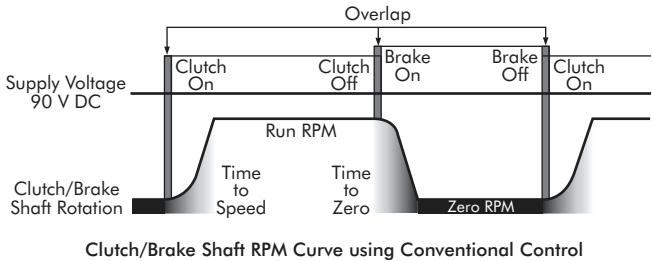 Overlap
Clutch
On
Clutch
Off
Brake
On
Brake
Off
Clutch
On
Supply Voltage
90 V DC
Run RPM
Time
to
Speed
Time
to
Zero
Clutch/Brake
Shaft Rotation
Zero RPM
Clutch/Brake Shaft RPM Curve using Conventional Control